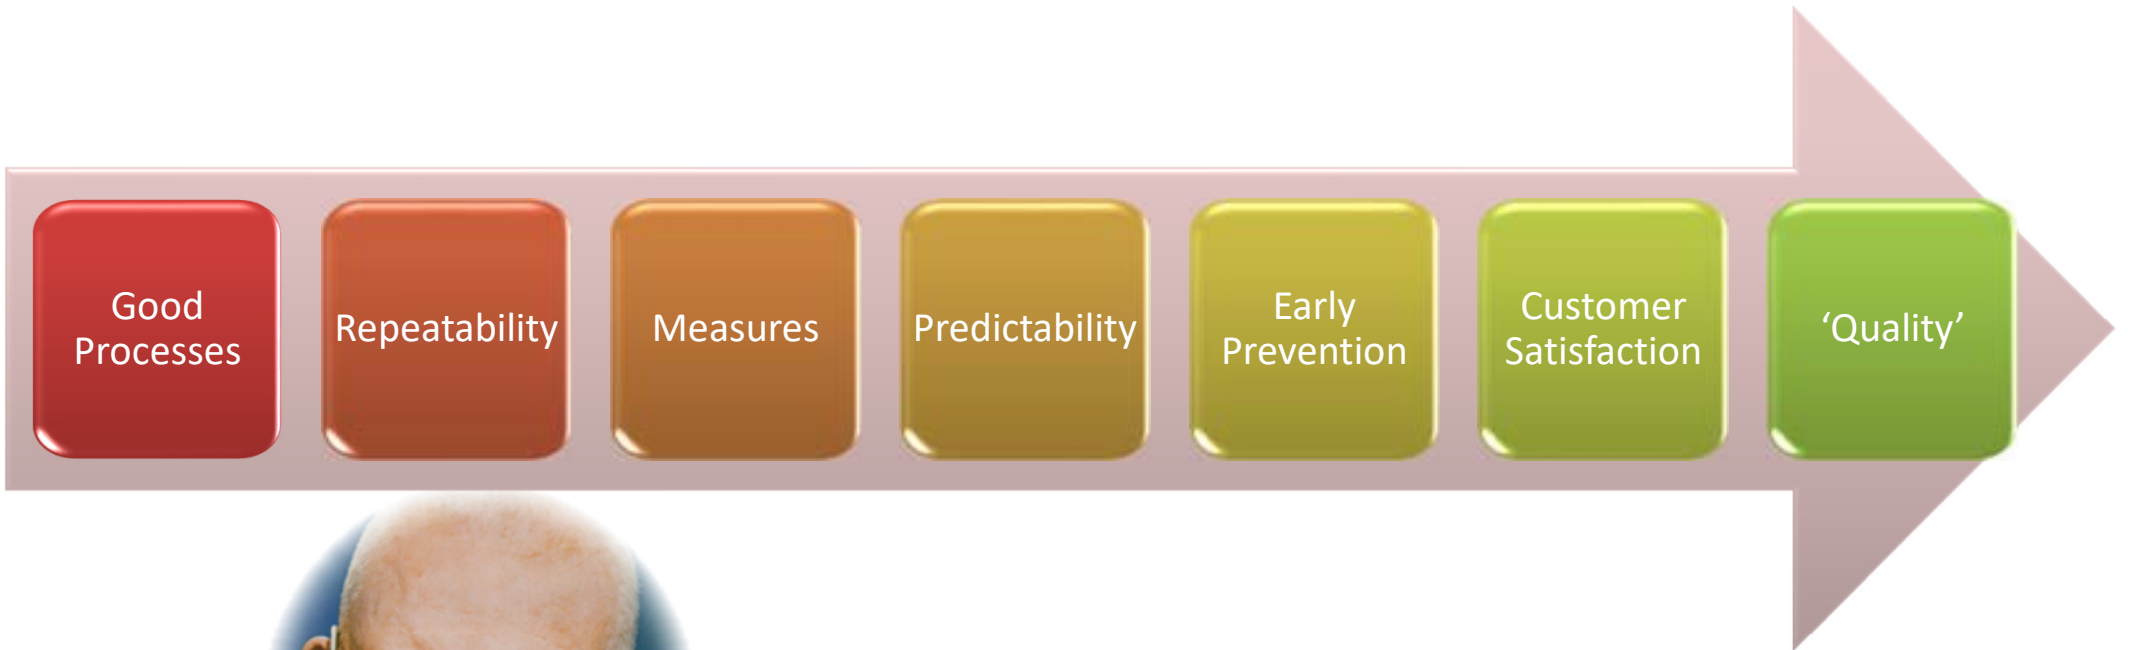 Good
Processes
Repeatability
Measures
Predictability
Early
Prevention
Customer
Satisfaction
‘Quality’